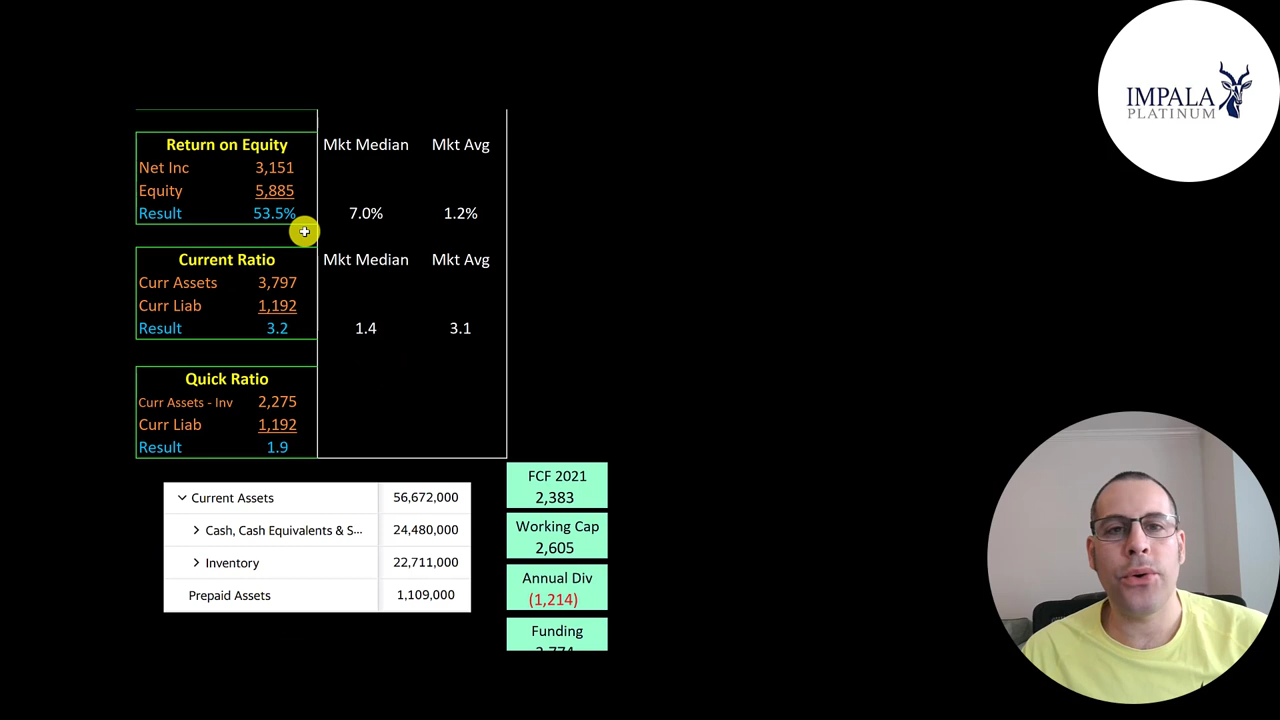 IMPALA
PLATINUM
Return on Equity Mkt Median Mkt Avg
Net Inc 3,151
Equity 5,885
Result 53.5% 7.0% 1.2%
Current Ratio Mkt Median Mkt Avg
Curr Assets 3,797
Curr Liab 1,192
Result 3.2 1.4 3.1
Quick Ratio
Curr Assets - Inv 2,275
Curr Liab 1,192
Result 1.9
Current Assets 56,672,000
Cash, Cash Equivalents & S... 24,480,000
Inventory 22,711,000
Prepaid Assets 1,109,000
FCF 2021
2,383
Working Cap
2,605
Annual Div
(1,214)
Funding